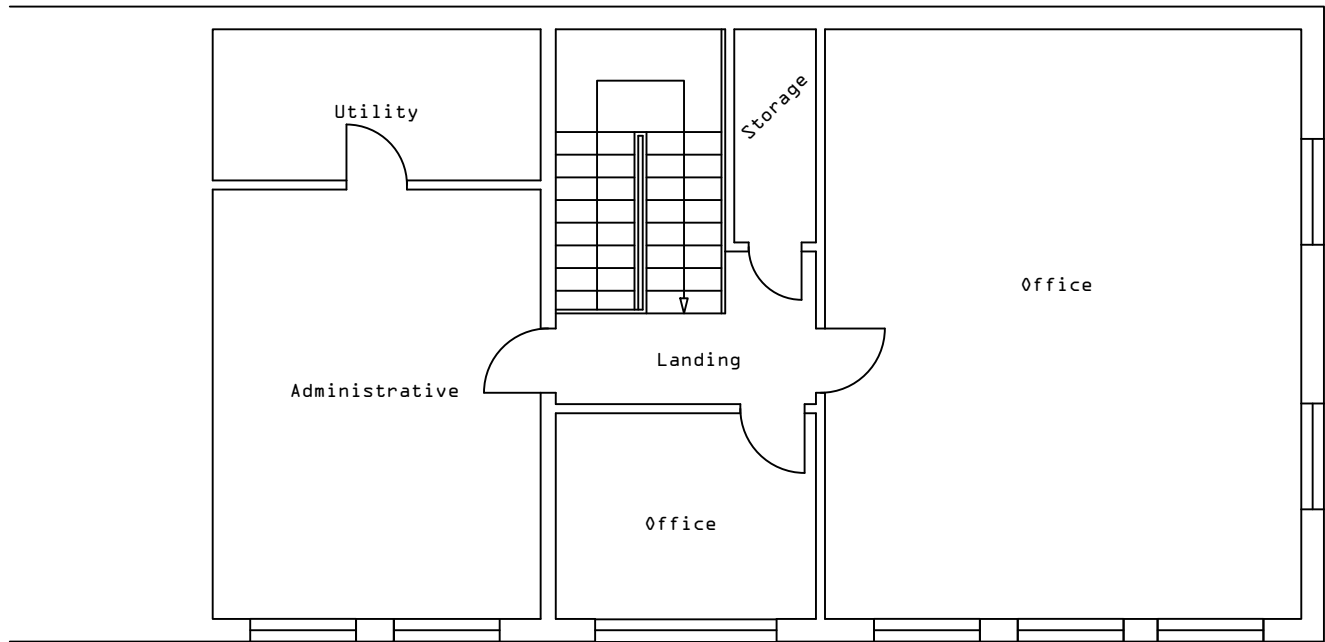 Utility
Storage
Office
Landing
Administrative
Office